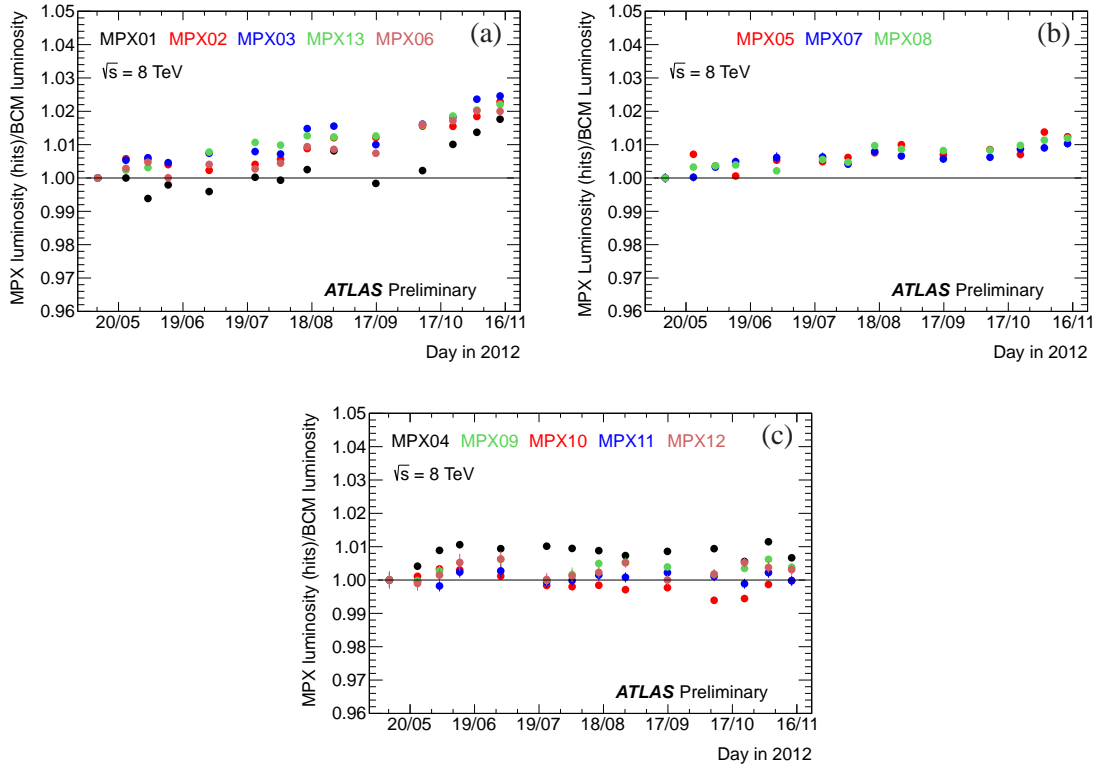 MPX luminosity (hits)/BCM luminosity
1.05
1.04
1.03
1.02
1.01
1.00
0.99
0.98
0.97
0.96
MPX01 MPX02 MPX03 MPX13 MPX06
(a)
√s = 8 TeV
ATLAS Preliminary
20/05 19/06 19/07 18/08 17/09 17/10 16/11
Day in 2012
MPX Luminosity (hits)/BCM Luminosity
1.05
1.04
1.03
1.02
1.01
1.00
0.99
0.98
0.97
0.96
MPX05 MPX07 MPX08
(b)
√s = 8 TeV
ATLAS Preliminary
20/05 19/06 19/07 18/08 17/09 17/10 16/11
Day in 2012
MPX luminosity (hits)/BCM luminosity
1.05
1.04
1.03
1.02
1.01
1.00
0.99
0.98
0.97
0.96
MPX04 MPX09 MPX10 MPX11 MPX12
(c)
√s = 8 TeV
ATLAS Preliminary
20/05 19/06 19/07 18/08 17/09 17/10 16/11
Day in 2012